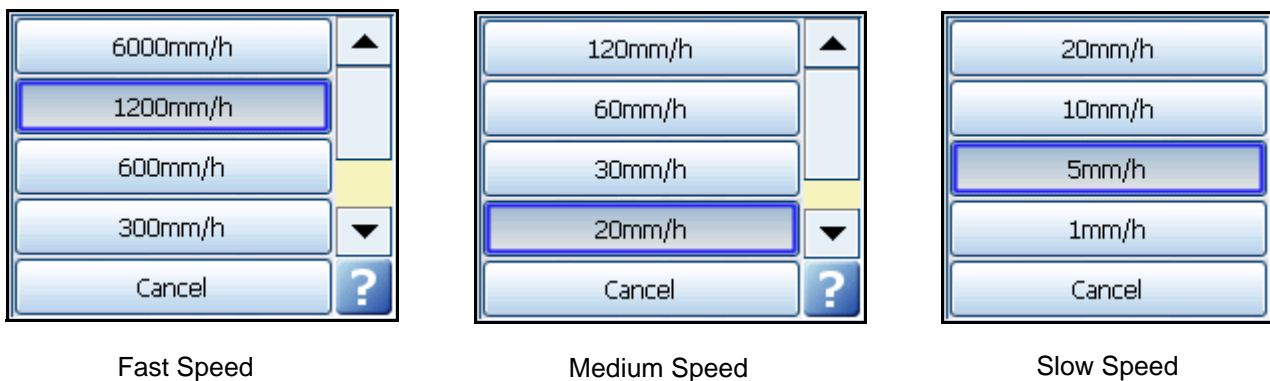 6000mm/h
1200mm/h
600mm/h
300mm/h
Cancel
?
Fast Speed
120mm/h
60mm/h
30mm/h
20mm/h
Cancel
?
Medium Speed
20mm/h
10mm/h
5mm/h
1mm/h
Cancel
Slow Speed